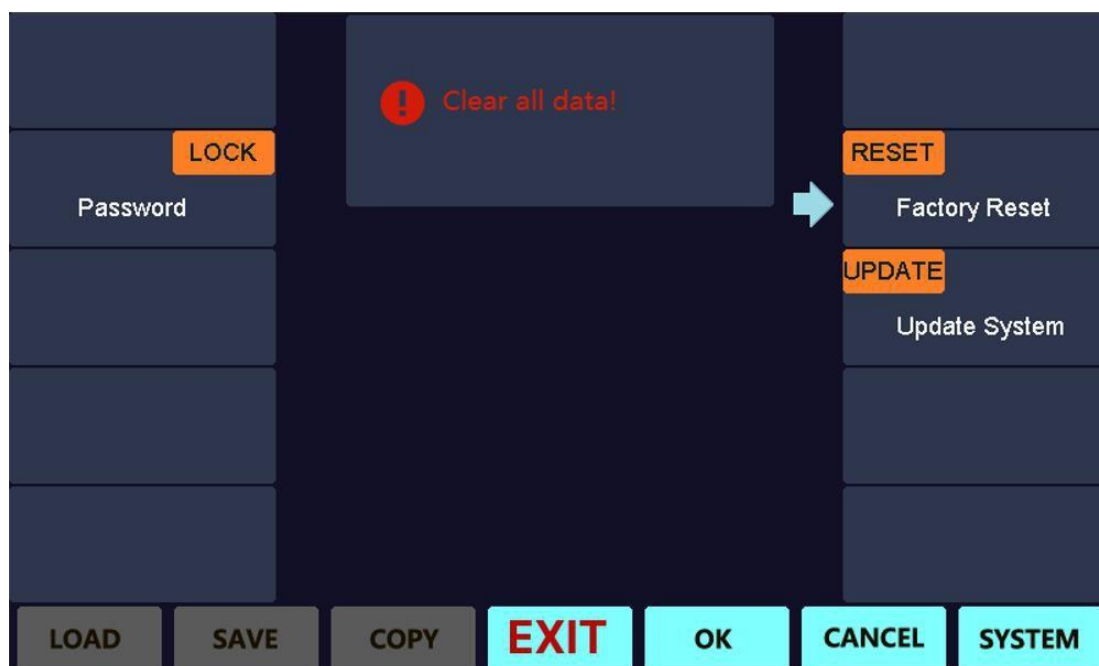 Clear all data!
LOCK
Password
RESET
Factory Reset
UPDATE
Update System
LOAD
SAVE
COPY
EXIT
OK
CANCEL
SYSTEM